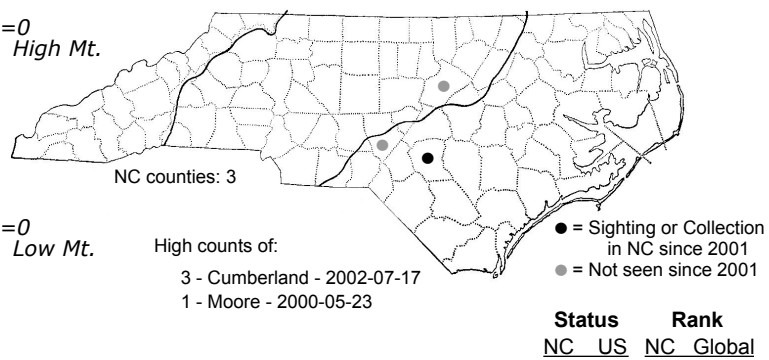 =0
High Mt.
NC counties: 3
=0
Low Mt.
High counts of:
3 - Cumberland - 2002-07-17
1 - Moore - 2000-05-23
● = Sighting or Collection
in NC since 2001
● = Not seen since 2001
Status Rank
NC US NC Global